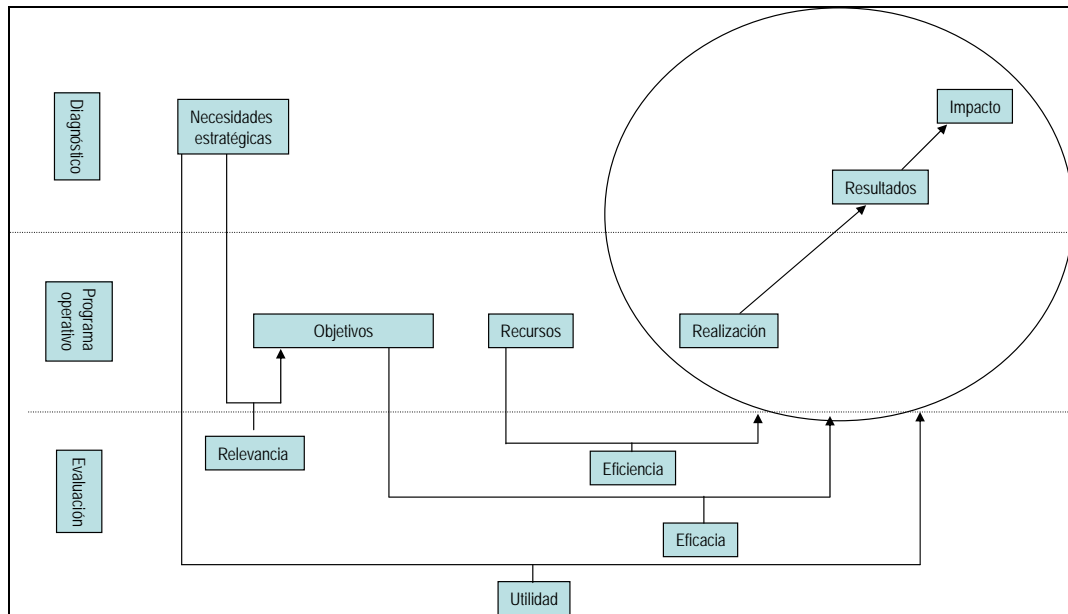 Diagnóstico
Necesidades
estratégicas
Impacto
Resultados
Programa
operativo
Objetivos
Recursos
Realización
Evaluación
Relevancia
Eficiencia
Eficacia
Utilidad